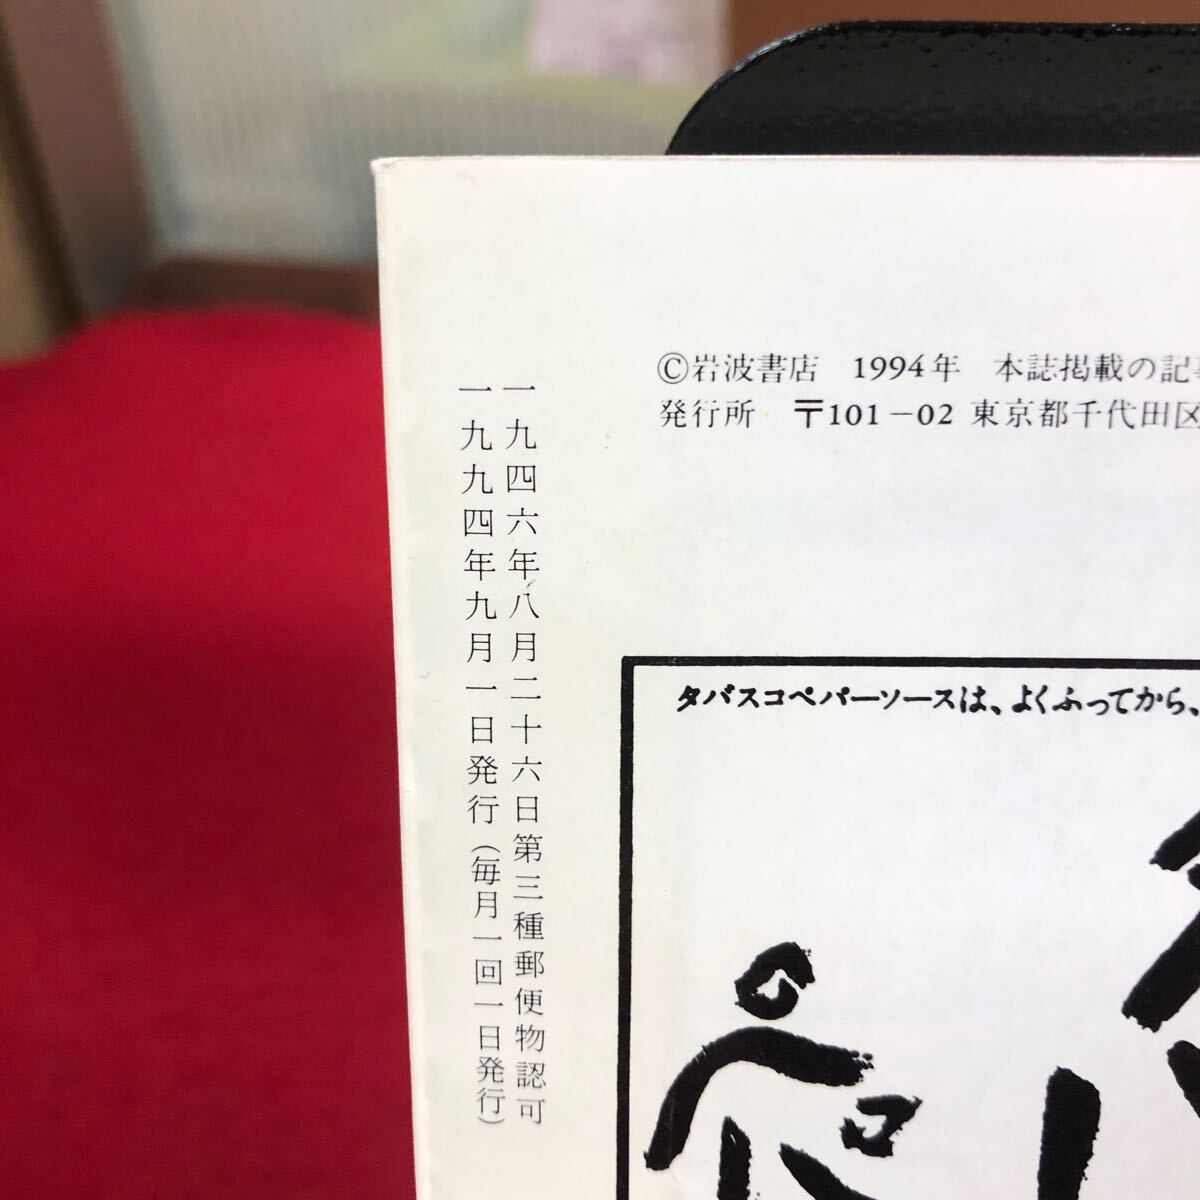 Ⓒ岩波書店　1994年　本誌掲載の記
発行所　〒101－02 東京都千代田区
一九四六年八月二十六日第三種郵便物認可
一九九四年九月一日発行（毎月一回一日発行）
タバスコペパーソースは、よくふってから、